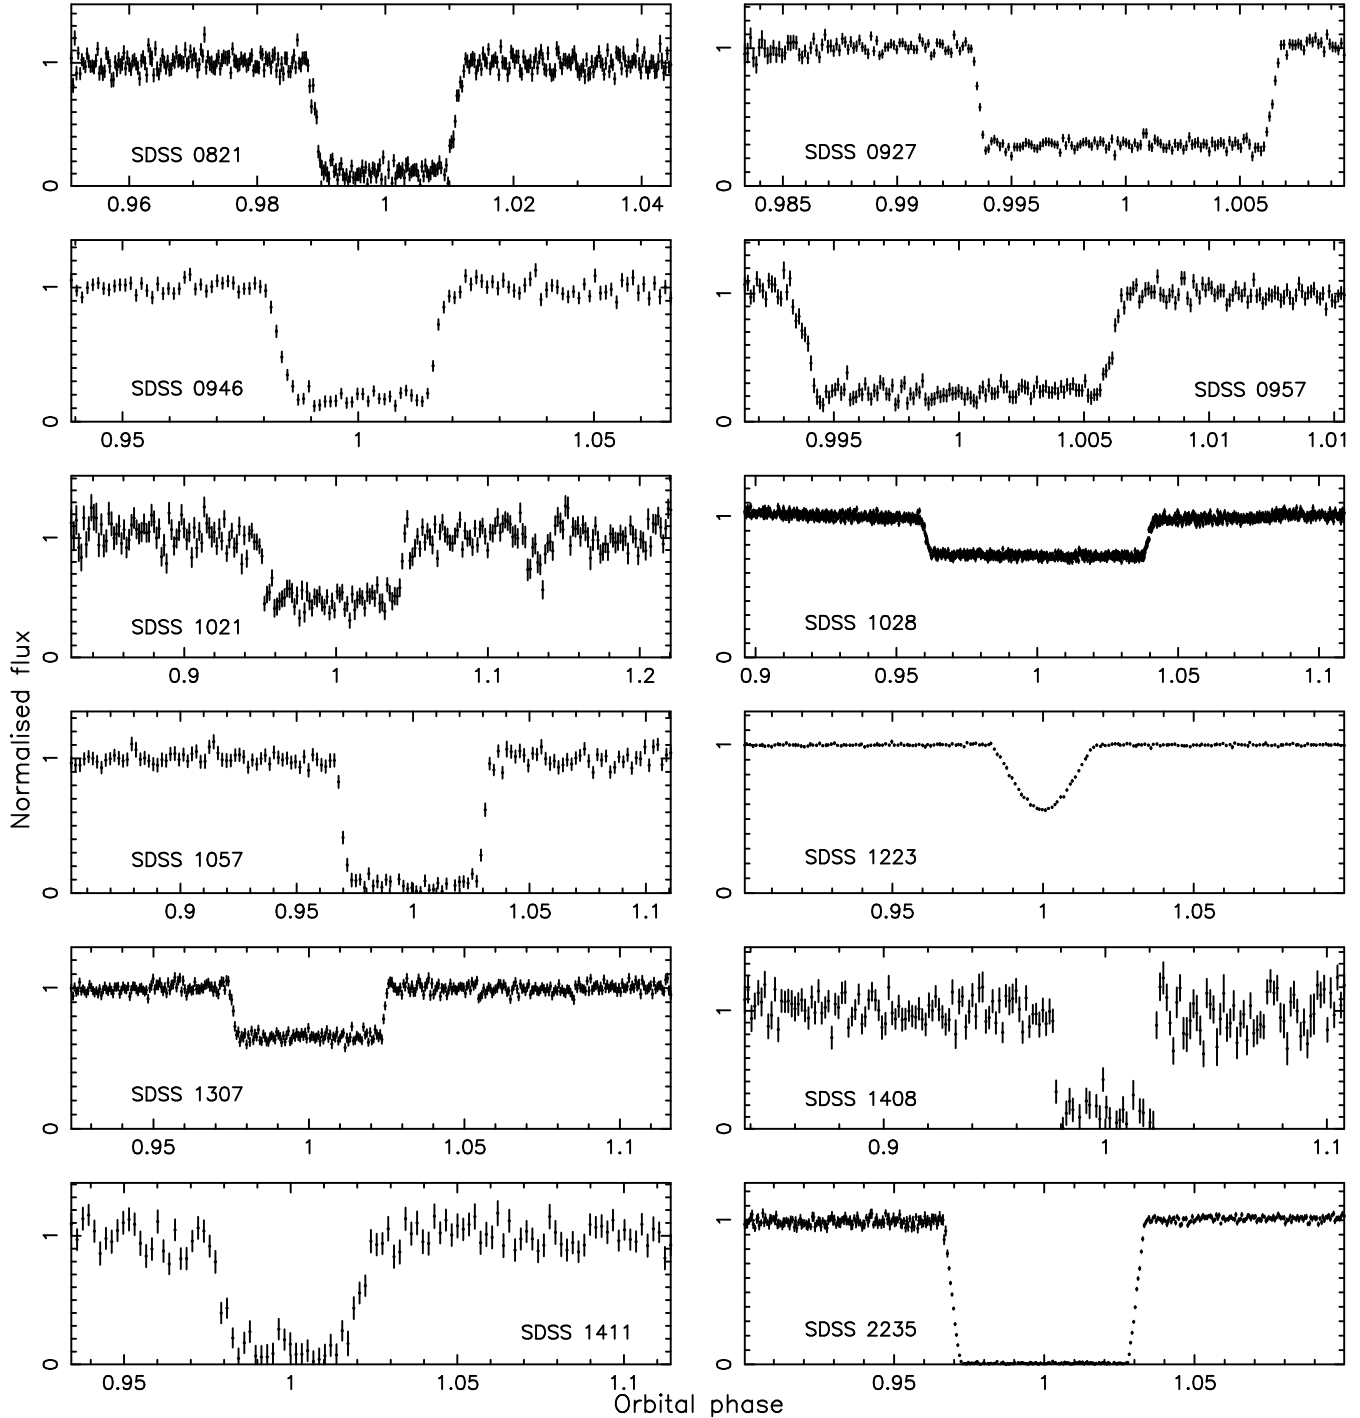 1
0
SDSS 0821
0.96 0.98 1 1.02 1.04
1
0
SDSS 0927
0.985 0.99 0.995 1 1.005
1
0
SDSS 0946
0.95 1 1.05
1
0
SDSS 0957
0.995 1 1.005 1.01 1.01
1
0
SDSS 1021
0.9 1 1.1 1.2
1
0
SDSS 1028
0.9 0.95 1 1.05 1.1
Normalised flux
1
0
SDSS 1057
0.9 0.95 1 1.05 1.1
1
0
SDSS 1223
0.95 1 1.05
1
0
SDSS 1307
0.95 1 1.05 1.1
1
0
SDSS 1408
0.9 1 1.1
1
0
SDSS 1411
0.95 1 1.05 1.1
1
0
SDSS 2235
0.95 1 1.05
Orbital phase